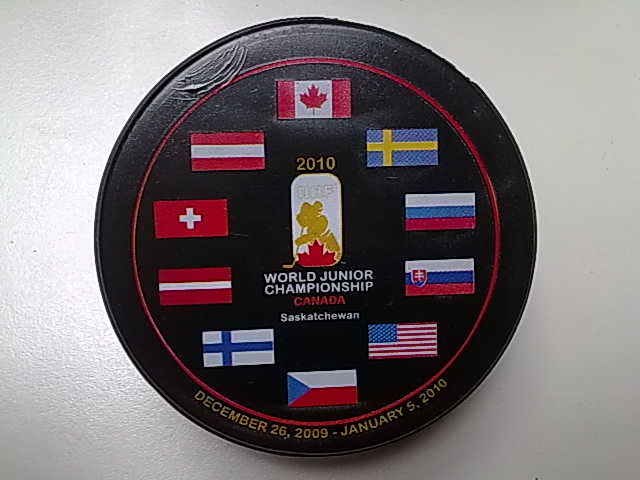 2010
IIHF
WORLD JUNIOR
CHAMPIONSHIP
CANADA
Saskatchewan
DECEMBER 26, 2009 - JANUARY 5, 2010